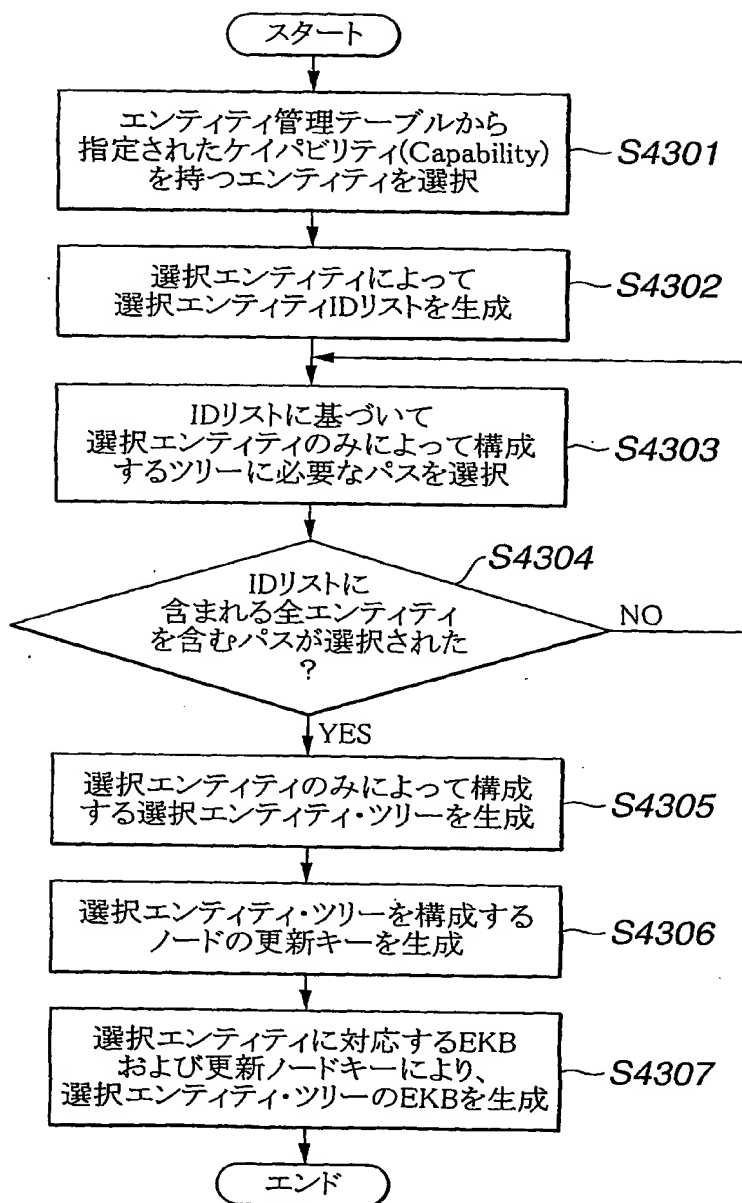 スタート
エンティティ管理テーブルから
指定されたケイパビリティ(Capability)
を持つエンティティを選択
S4301
選択エンティティによって
選択エンティティIDリストを生成
S4302
IDリストに基づいて
選択エンティティのみによって構成
するツリーに必要なパスを選択
S4303
S4304
IDリストに
含まれる全エンティティ
を含むパスが選択された
?
NO
YES
選択エンティティのみによって構成
する選択エンティティ・ツリーを生成
S4305
選択エンティティ・ツリーを構成する
ノードの更新キーを生成
S4306
選択エンティティに対応するEKB
および更新ノードキーにより、
選択エンティティ・ツリーのEKBを生成
S4307
エンド